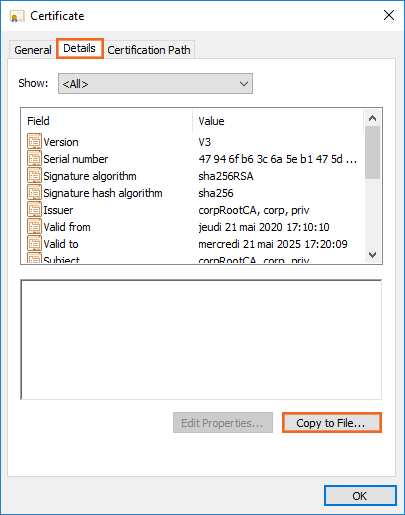 Certificate
General Details Certification Path
Show: <All>
Field Value
Version V3
Serial number 47 94 6f b6 3c 6a 5e b1 47 5d ...
Signature algorithm sha256RSA
Signature hash algorithm sha256
Issuer corpRootCA, corp, priv
Valid from jeudi 21 mai 2020 17:10:10
Valid to mercredi 21 mai 2025 17:20:09
Subject corpRootCA, corp, priv
Edit Properties...
Copy to File...
OK